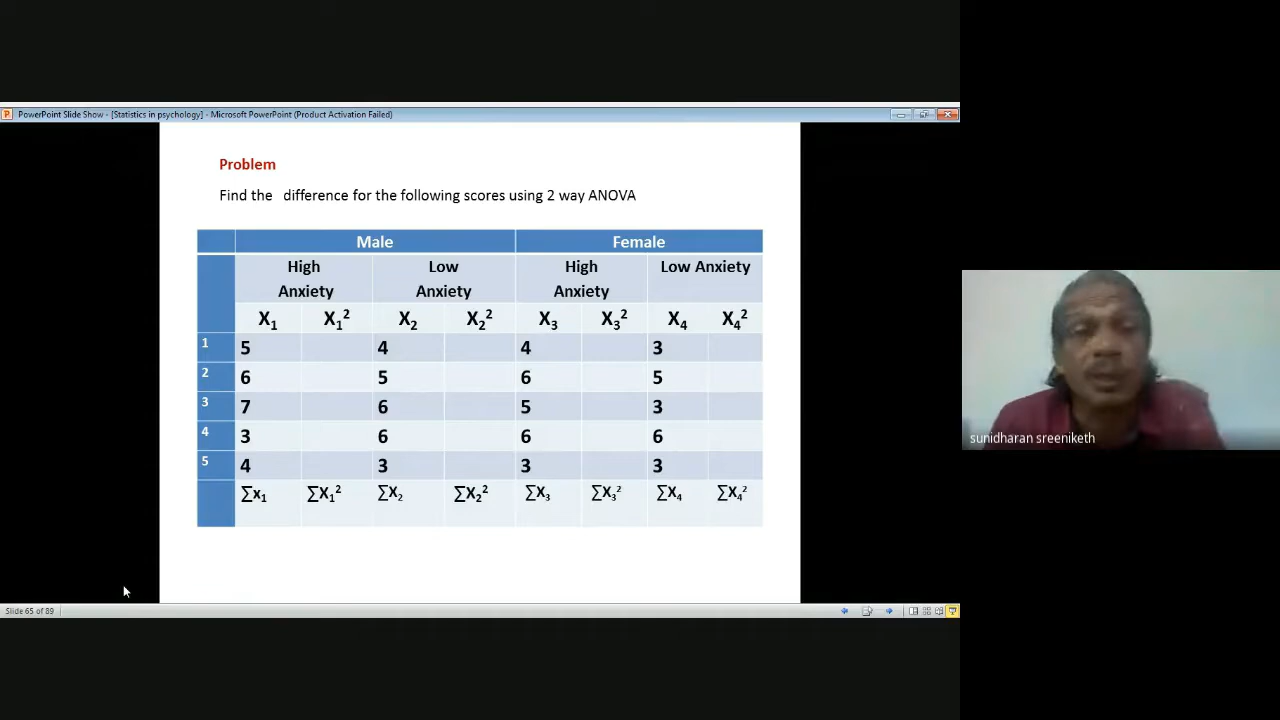 PowerPoint Slide Show - [Statistics in psychology] - Microsoft PowerPoint (Product Activation Failed)
Problem
Find the difference for the following scores using 2 way ANOVA
Male Female
High Anxiety Low Anxiety High Anxiety Low Anxiety
X₁ X₁² X₂ X₂² X₃ X₃² X₄ X₄²
1 5 4 4 3
2 6 5 6 5
3 7 6 5 3
4 3 6 6 6
5 4 3 3 3
∑x₁ ∑X₁² ∑X₂ ∑X₂² ∑X₃ ∑X₃² ∑X₄ ∑X₄²
sunidharan sreeniketh
Slide 65 of 89